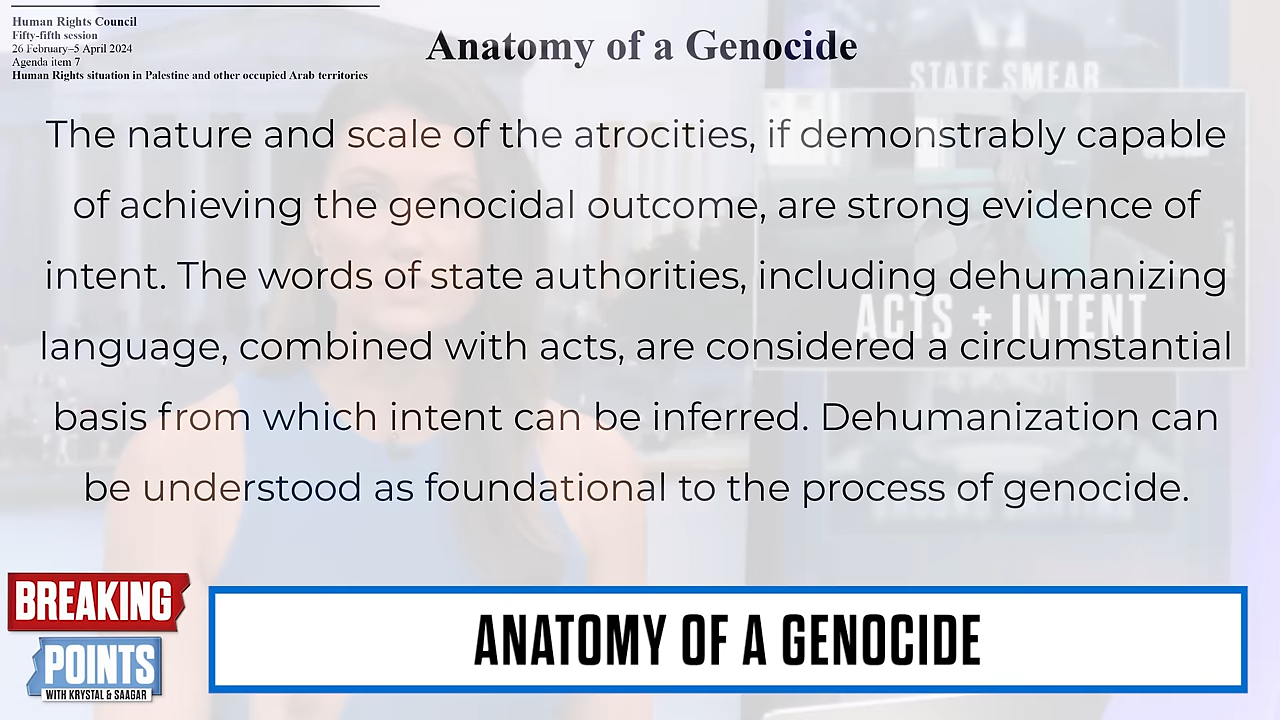 Human Rights Council
Fifty-fifth session
26 February–5 April 2024
Agenda item 7
Human Rights situation in Palestine and other occupied Arab territories
Anatomy of a Genocide
STATE SMEAR
The nature and scale of the atrocities, if demonstrably capable
of achieving the genocidal outcome, are strong evidence of
intent. The words of state authorities, including dehumanizing
ACTS + INTENT
language, combined with acts, are considered a circumstantial
basis from which intent can be inferred. Dehumanization can
be understood as foundational to the process of genocide.
BREAKING
POINTS
WITH KRYSTAL & SAAGAR
ANATOMY OF A GENOCIDE